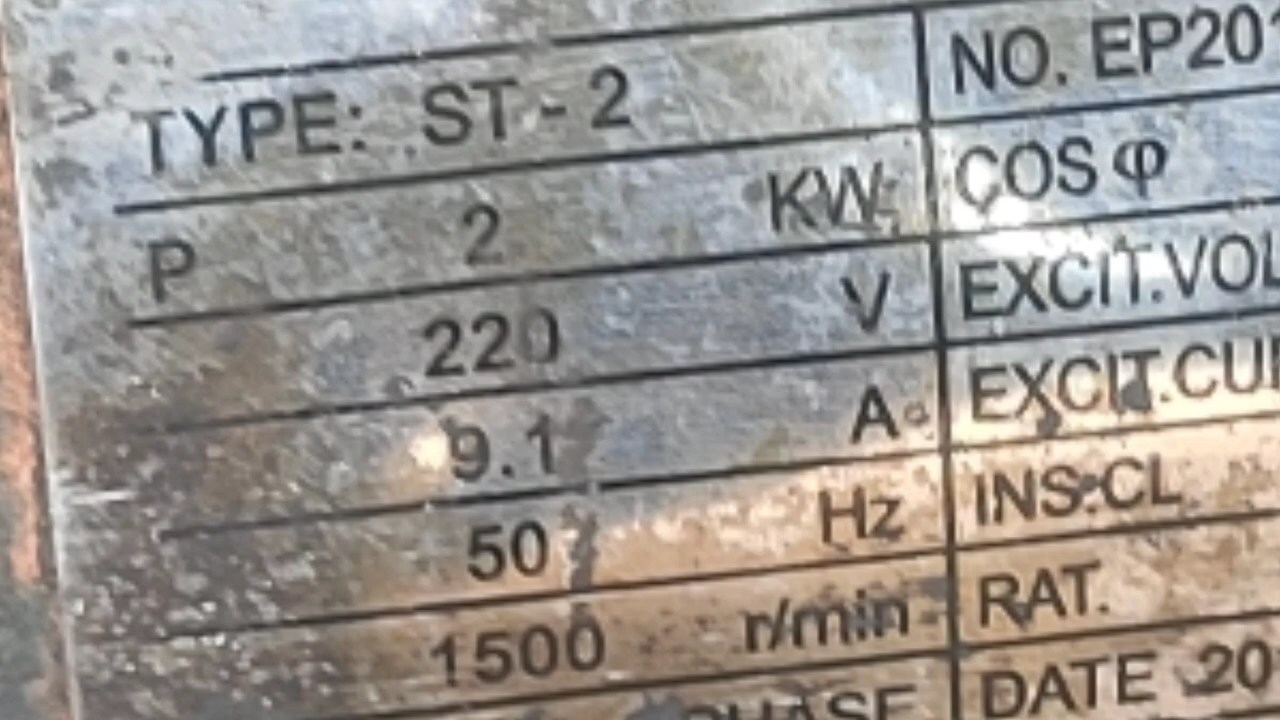 TYPE: ST-2 NO. EP20
P 2 KW COS φ
220 V EXCIT.VOL
9.1 A EXCIT.CU
50 Hz INS.CL
1500 r/min RAT.
PHASE DATE 20